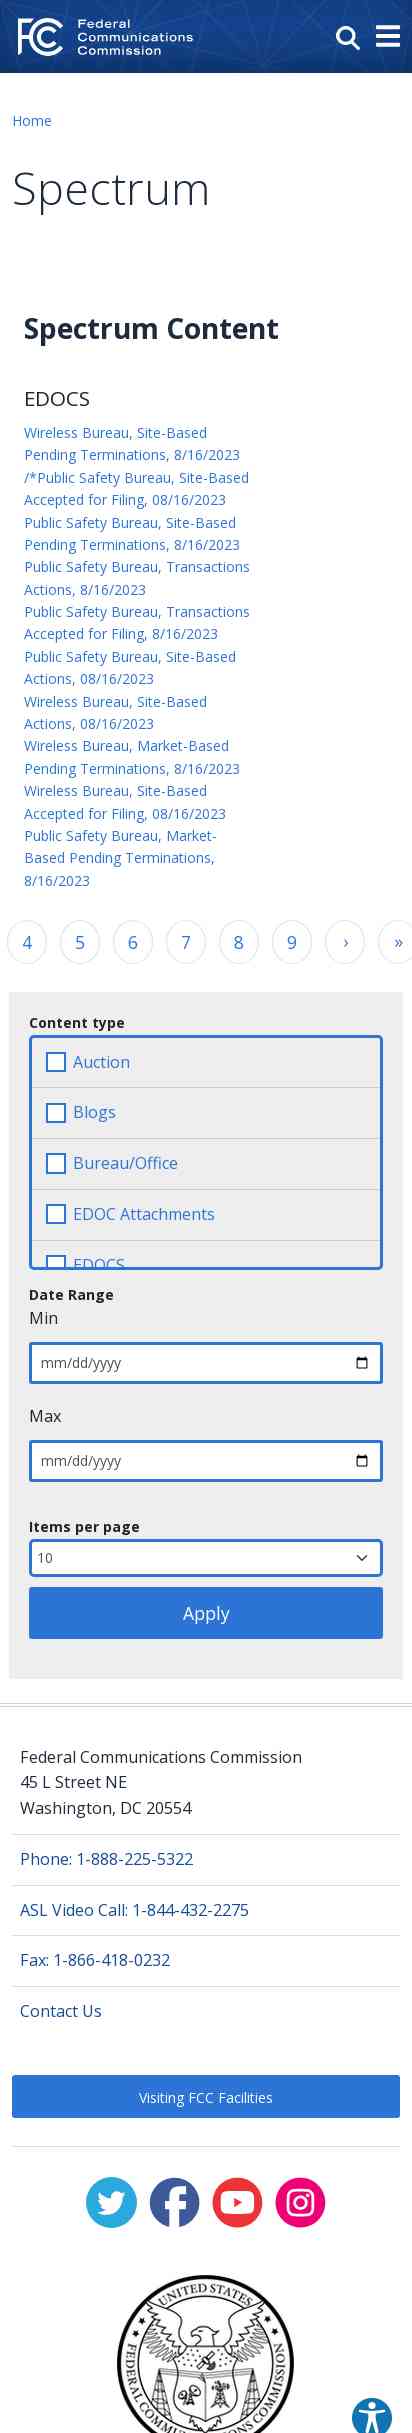 Federal
Communications
Commission
Home
Spectrum
Spectrum Content
EDOCS
Wireless Bureau, Site-Based
Pending Terminations, 8/16/2023
/*Public Safety Bureau, Site-Based
Accepted for Filing, 08/16/2023
Public Safety Bureau, Site-Based
Pending Terminations, 8/16/2023
Public Safety Bureau, Transactions
Actions, 8/16/2023
Public Safety Bureau, Transactions
Accepted for Filing, 8/16/2023
Public Safety Bureau, Site-Based
Actions, 08/16/2023
Wireless Bureau, Site-Based
Actions, 08/16/2023
Wireless Bureau, Market-Based
Pending Terminations, 8/16/2023
Wireless Bureau, Site-Based
Accepted for Filing, 08/16/2023
Public Safety Bureau, Market-
Based Pending Terminations,
8/16/2023
4 5 6 7 8 9 › »
Content type
Auction
Blogs
Bureau/Office
EDOC Attachments
EDOCS
Date Range
Min
mm/dd/yyyy
Max
mm/dd/yyyy
Items per page
10
Apply
Federal Communications Commission
45 L Street NE
Washington, DC 20554
Phone: 1-888-225-5322
ASL Video Call: 1-844-432-2275
Fax: 1-866-418-0232
Contact Us
Visiting FCC Facilities
UNITED STATES
FEDERAL COMMUNICATIONS COMMISSION